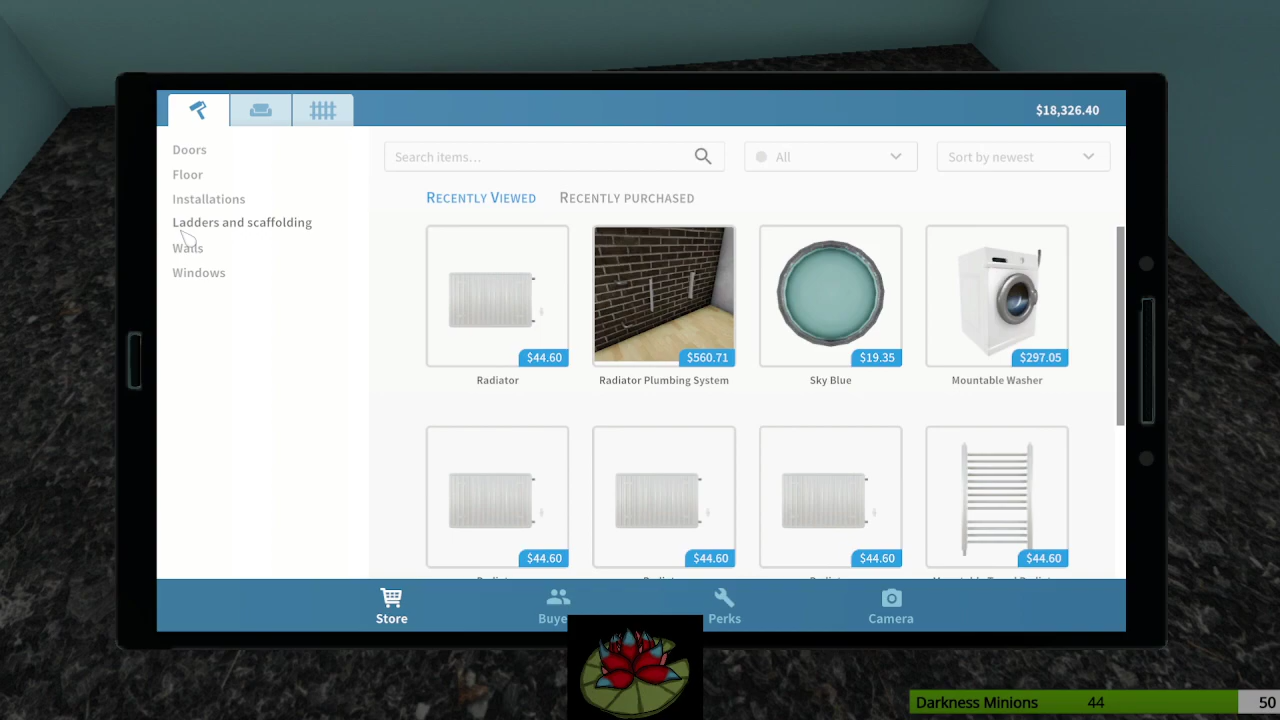 $18,326.40
Doors
Floor
Installations
Ladders and scaffolding
Walls
Windows
Search items...
All
Sort by newest
Recently Viewed
Recently purchased
$44.60
$560.71
$19.35
$297.05
Radiator
Radiator Plumbing System
Sky Blue
Mountable Washer
$44.60
$44.60
$44.60
$44.60
Store
Buye
Perks
Camera
Darkness Minions 44 50